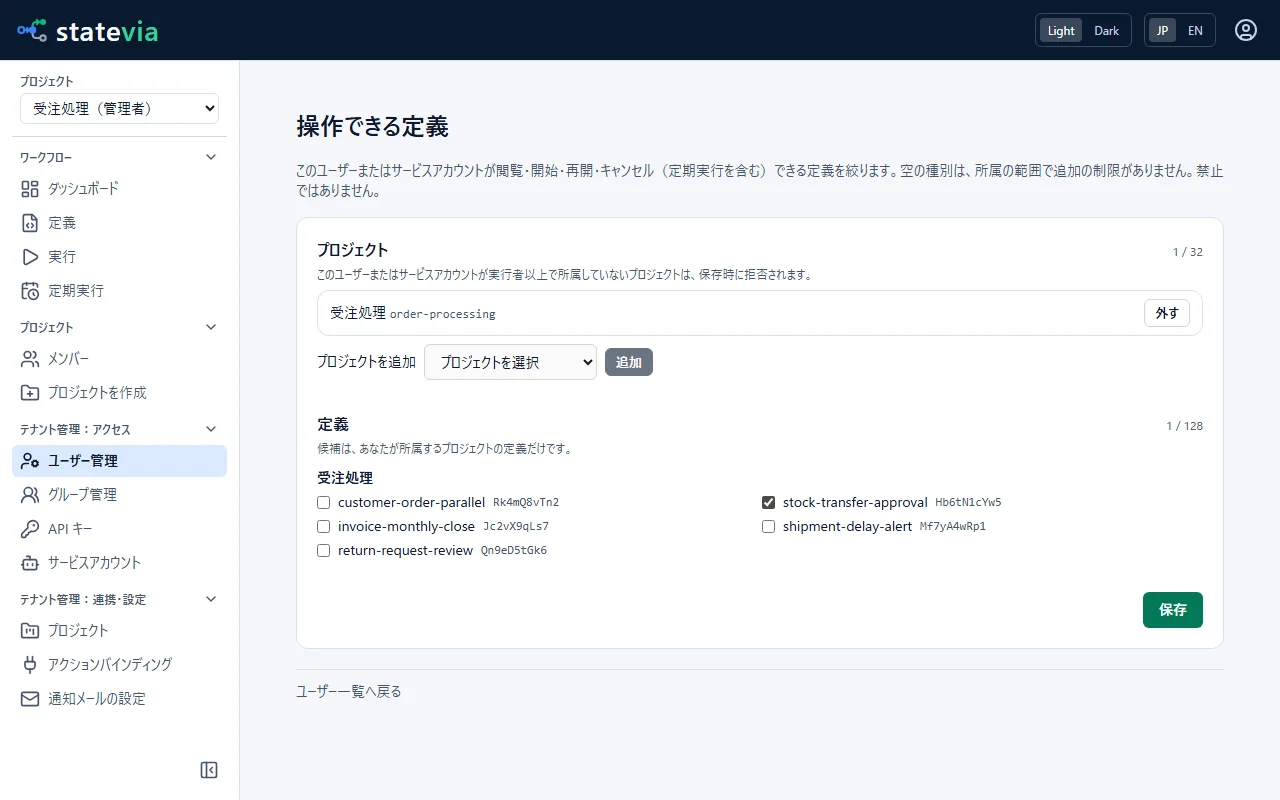 statevia
Light Dark JP EN
プロジェクト
受注処理（管理者）
ワークフロー
ダッシュボード
定義
実行
定期実行
プロジェクト
メンバー
プロジェクトを作成
テナント管理：アクセス
ユーザー管理
グループ管理
API キー
サービスアカウント
テナント管理：連携・設定
プロジェクト
アクションバインディング
通知メールの設定
操作できる定義
このユーザーまたはサービスアカウントが閲覧・開始・再開・キャンセル（定期実行を含む）できる定義を絞ります。空の種別は、所属の範囲で追加の制限がありません。禁止
ではありません。
プロジェクト 1 / 32
このユーザーまたはサービスアカウントが実行者以上で所属していないプロジェクトは、保存時に拒否されます。
受注処理 order-processing 外す
プロジェクトを追加 プロジェクトを選択 追加
定義 1 / 128
候補は、あなたが所属するプロジェクトの定義だけです。
受注処理
customer-order-parallel Rk4mQ8vTn2 stock-transfer-approval Hb6tN1cYw5
invoice-monthly-close Jc2vX9qLs7 shipment-delay-alert Mf7yA4wRp1
return-request-review Qn9eD5tGk6
保存
ユーザー一覧へ戻る